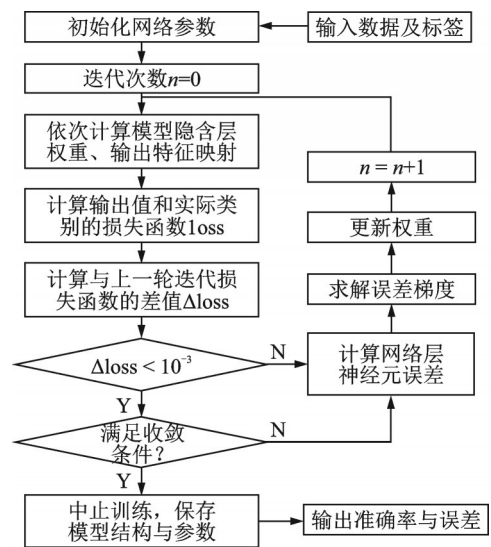 初始化网络参数
输入数据及标签
迭代次数n=0
依次计算模型隐含层
权重、输出特征映射
n = n+1
计算输出值和实际类
别的损失函数loss
更新权重
计算与上一轮迭代损
失函数的差值Δloss
求解误差梯度
Δloss < 10⁻³
N
计算网络层
神经元误差
Y
满足收敛
条件？
N
Y
中止训练，保存
模型结构与参数
输出准确率与误差